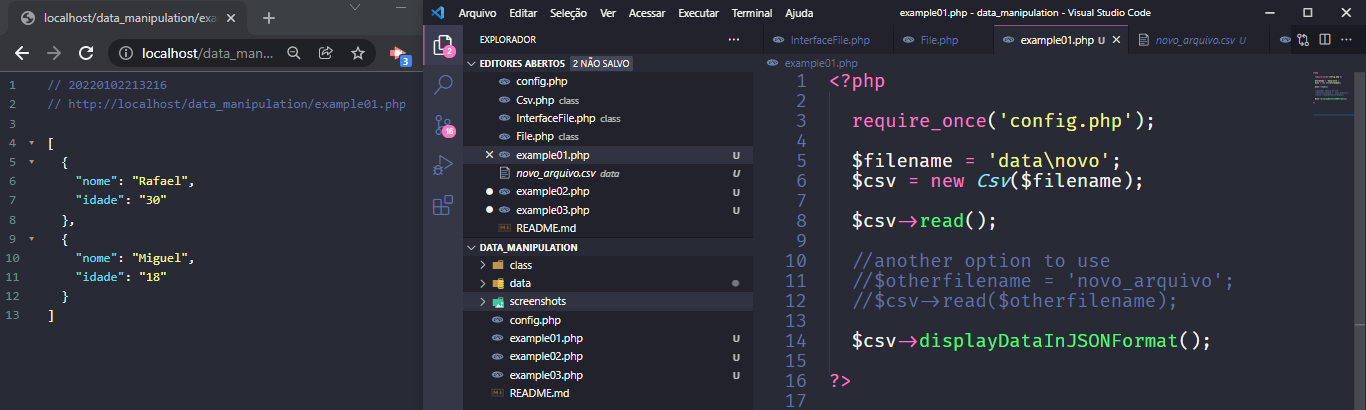 localhost/data_manipulation/exa
localhost/data_man...
3
1 // 20220102213216
2 // http://localhost/data_manipulation/example01.php
3
4 [
5 {
6 "nome": "Rafael",
7 "idade": "30"
8 },
9 {
10 "nome": "Miguel",
11 "idade": "18"
12 }
13 ]
Arquivo Editar Seleção Ver Acessar Executar Terminal Ajuda
example01.php - data_manipulation - Visual Studio Code
2
16
EXPLORADOR ...
EDITORES ABERTOS 2 NÃO SALVO
config.php
Csv.php class
InterfaceFile.php class
File.php class
example01.php U
novo_arquivo.csv data U
example02.php U
example03.php U
README.md
DATA_MANIPULATION
class
data
screenshots
config.php
example01.php U
example02.php U
example03.php U
README.md
InterfaceFile.php
File.php
example01.php U
novo_arquivo.csv U
example01.php
1 <?php
2
3 require_once('config.php');
4
5 $filename = 'data\novo';
6 $csv = new Csv($filename);
7
8 $csv->read();
9
10 //another option to use
11 //$otherfilename = 'novo_arquivo';
12 //$csv->read($otherfilename);
13
14 $csv->displayDataInJSONFormat();
15
16 ?>
17